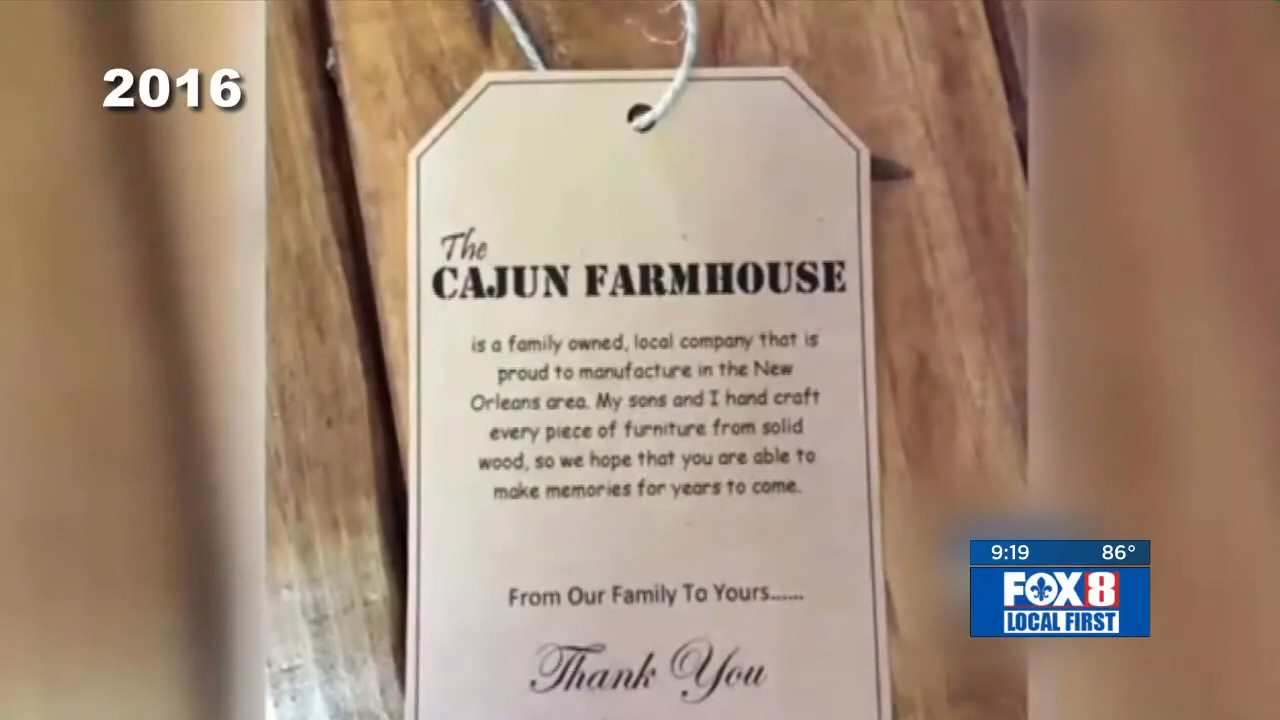 2016
The
CAJUN FARMHOUSE
is a family owned, local company that is
proud to manufacture in the New
Orleans area. My sons and I hand craft
every piece of furniture from solid
wood, so we hope that you are able to
make memories for years to come.
From Our Family To Yours......
Thank You
9:19 86°
FOX 8
LOCAL FIRST